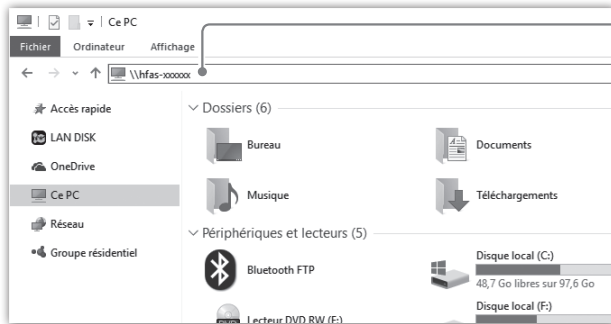 Ce PC
Fichier Ordinateur Affichage
\\hfas-xxxxxx
Accès rapide
LAN DISK
OneDrive
Ce PC
Réseau
Groupe résidentiel
Dossiers (6)
Bureau
Documents
Musique
Téléchargements
Périphériques et lecteurs (5)
Bluetooth FTP
Disque local (C:)
48,7 Go libres sur 97,6 Go
Lecteur DVD RW (E:)
Disque local (F:)